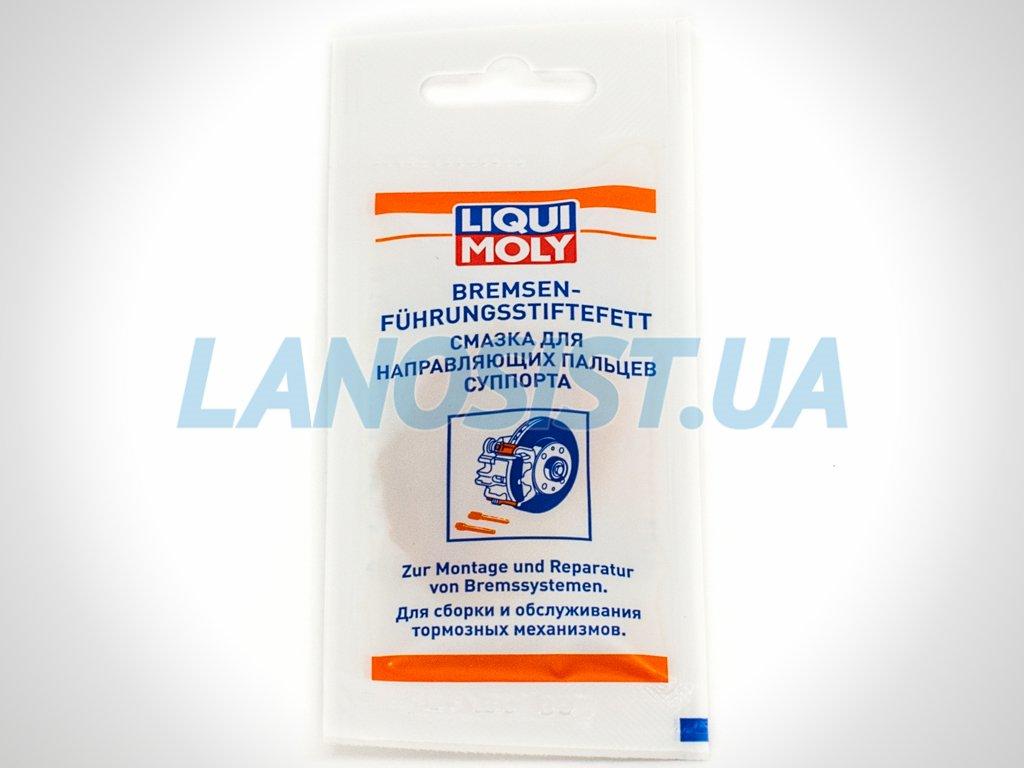 LIQUI
MOLY
BREMSEN-
FÜHRUNGSSTIFTEFETT
СМАЗКА ДЛЯ
НАПРАВЛЯЮЩИХ ПАЛЬЦЕВ
СУППОРТА
LANOSIST.UA
Zur Montage und Reparatur
von Bremssystemen.
Для сборки и обслуживания
тормозных механизмов.